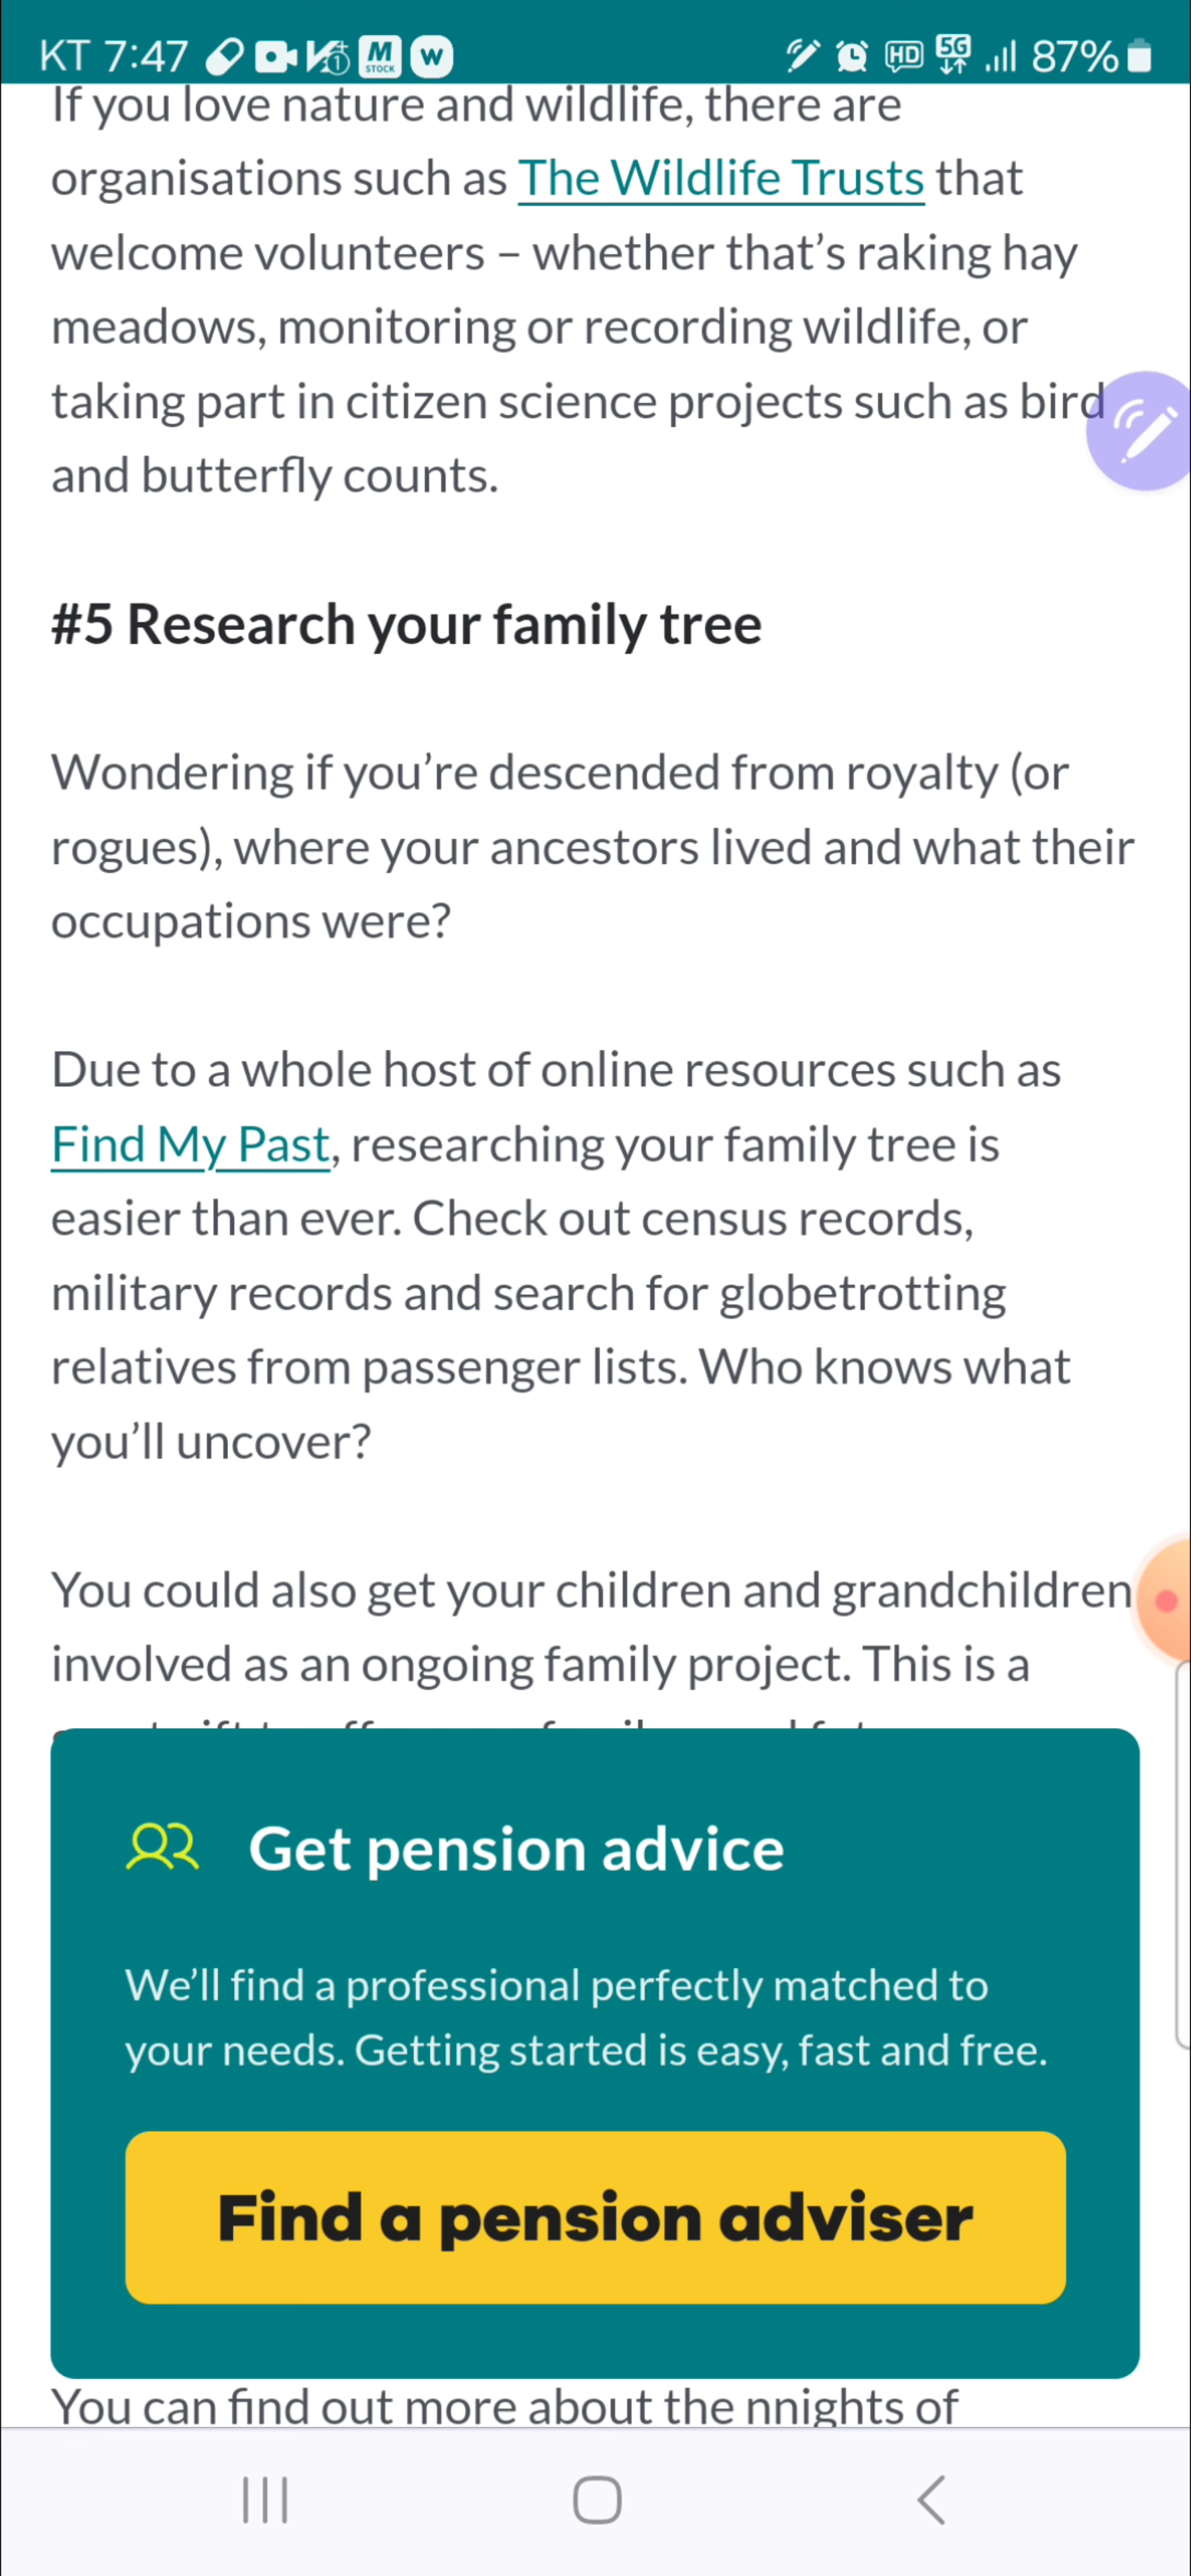 KT 7:47 M STOCK W HD 5G 87%
If you love nature and wildlife, there are
organisations such as The Wildlife Trusts that
welcome volunteers – whether that’s raking hay
meadows, monitoring or recording wildlife, or
taking part in citizen science projects such as bird
and butterfly counts.
#5 Research your family tree
Wondering if you’re descended from royalty (or
rogues), where your ancestors lived and what their
occupations were?
Due to a whole host of online resources such as
Find My Past, researching your family tree is
easier than ever. Check out census records,
military records and search for globetrotting
relatives from passenger lists. Who knows what
you’ll uncover?
You could also get your children and grandchildren
involved as an ongoing family project. This is a
Get pension advice
We’ll find a professional perfectly matched to
your needs. Getting started is easy, fast and free.
Find a pension adviser
You can find out more about the nnights of